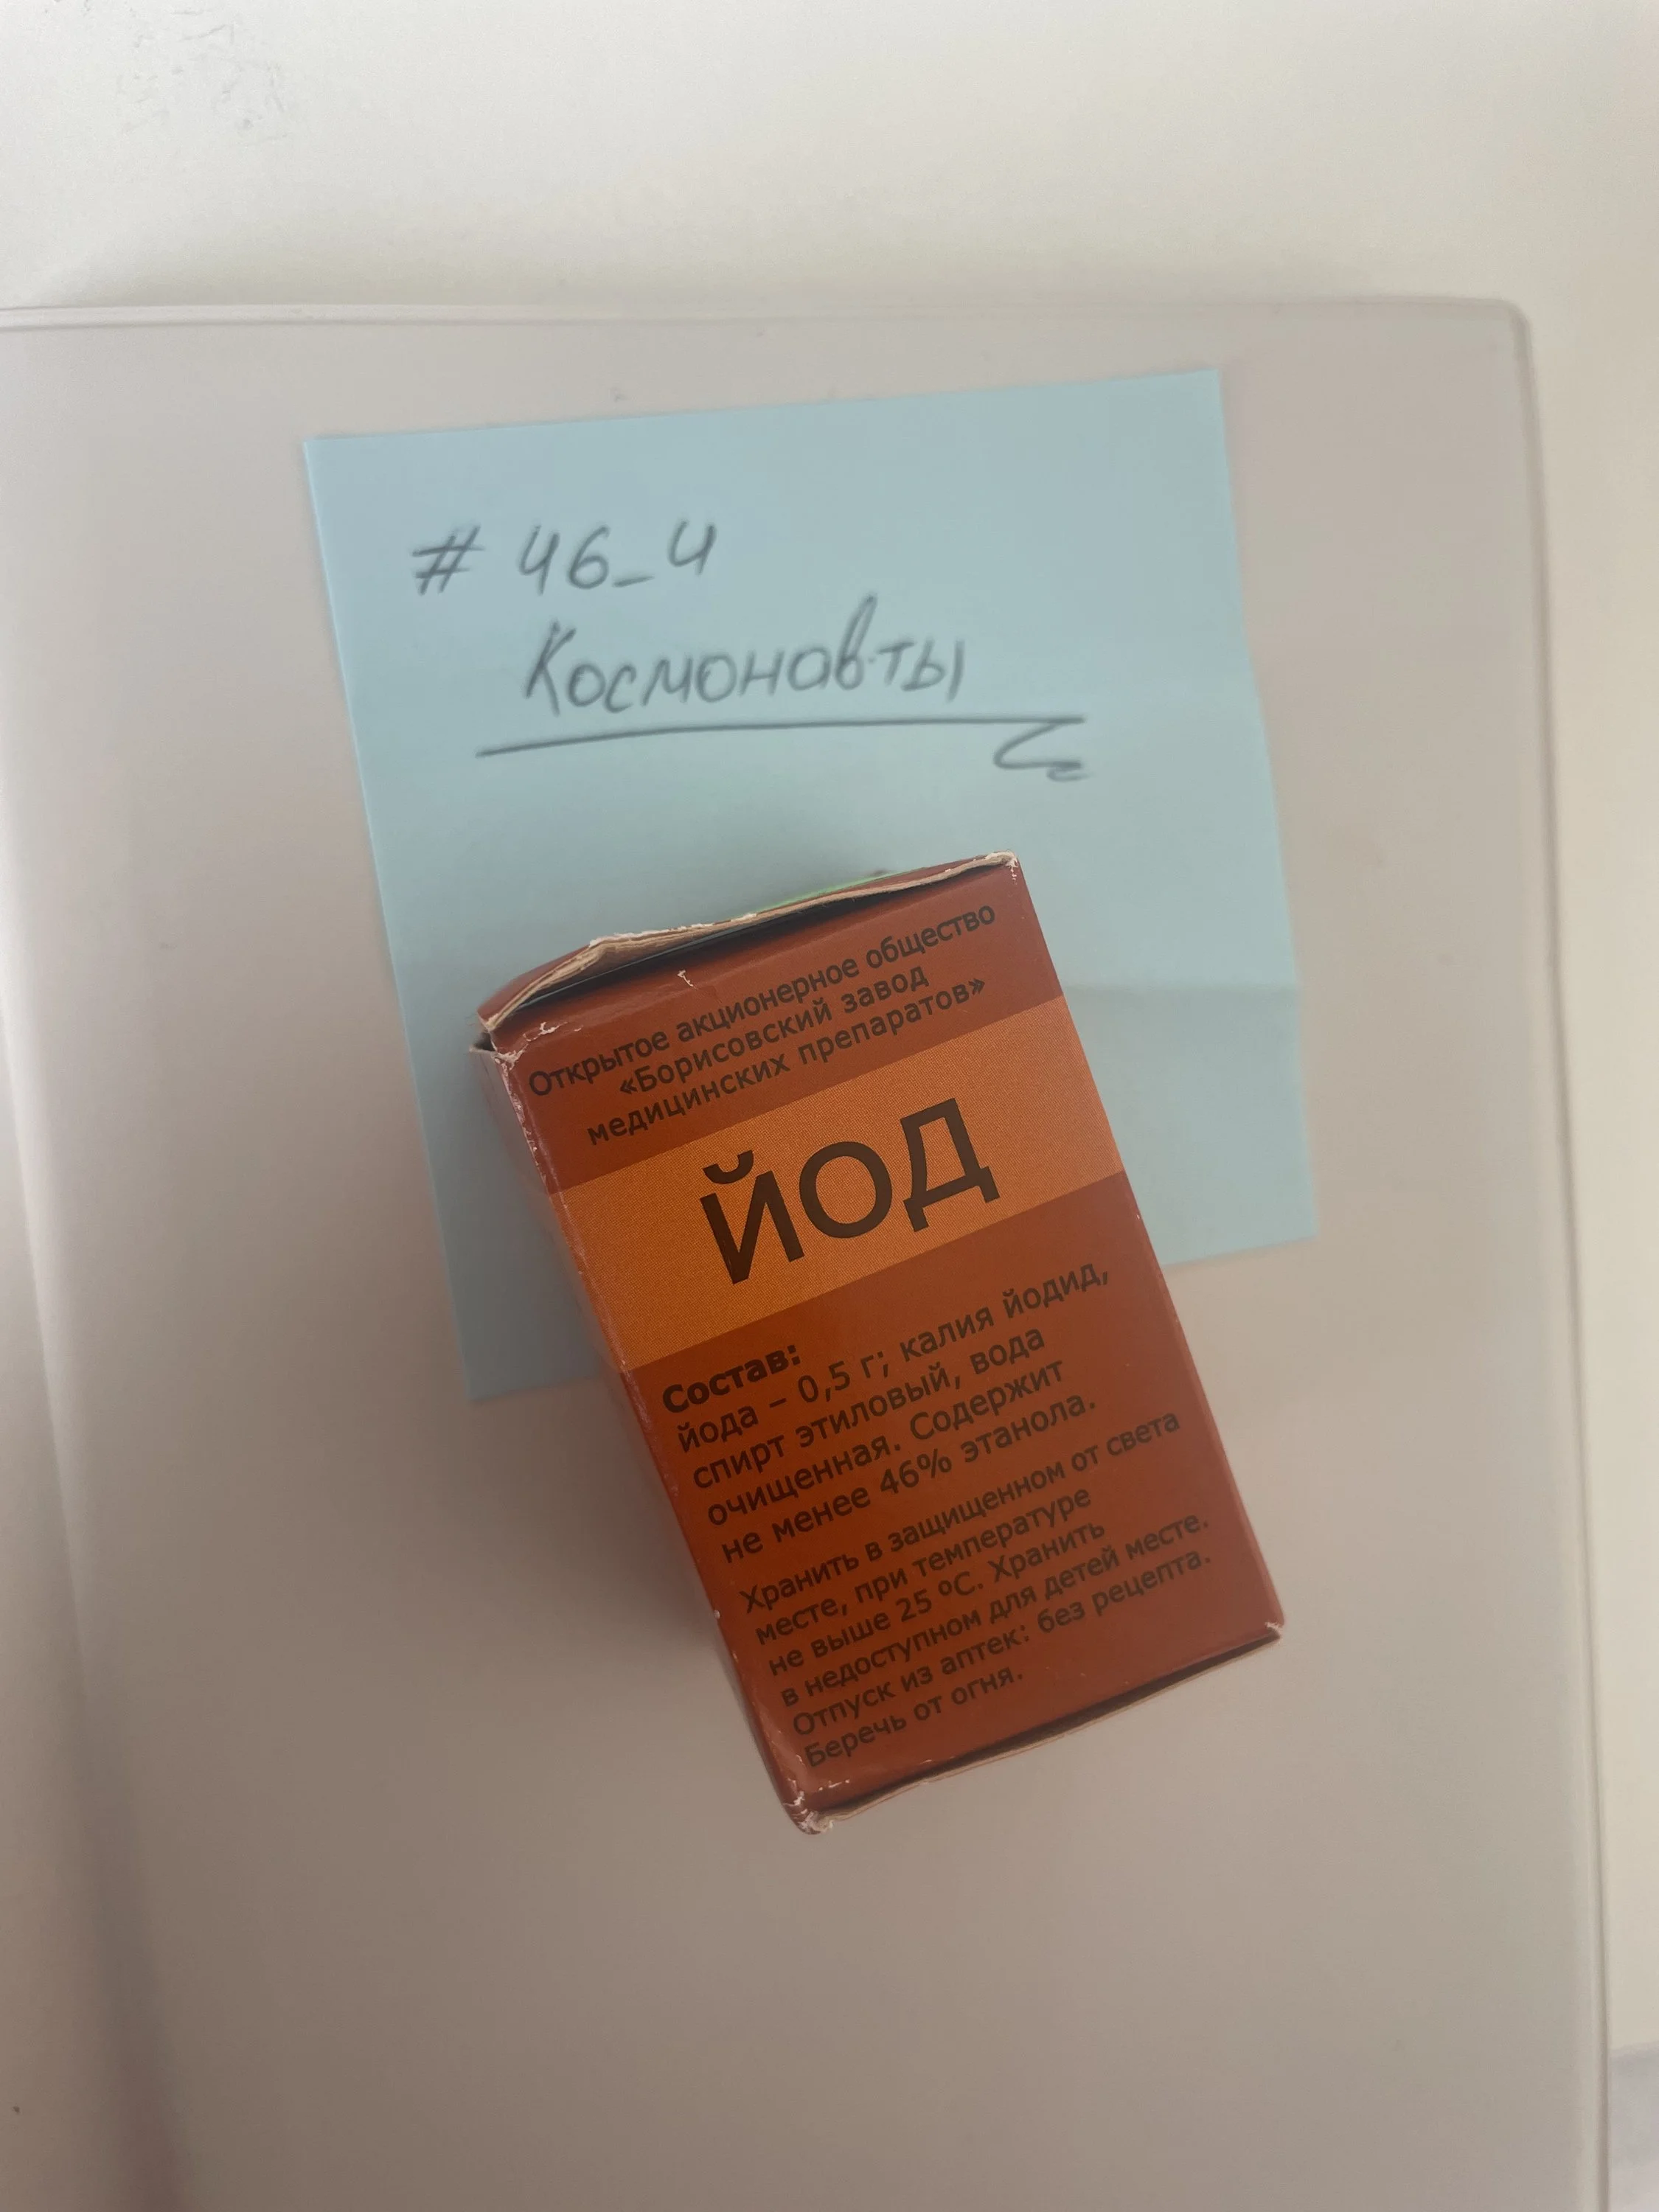 # 46_4
Космонавты
Открытое акционерное общество
«Борисовский завод
медицинских препаратов»
ЙОД
Состав:
йода – 0,5 г; калия йодид,
спирт этиловый, вода
очищенная. Содержит
не менее 46% этанола.
Хранить в защищенном от света
месте, при температуре
не выше 25 ºС. Хранить
в недоступном для детей месте.
Отпуск из аптек: без рецепта.
Беречь от огня.